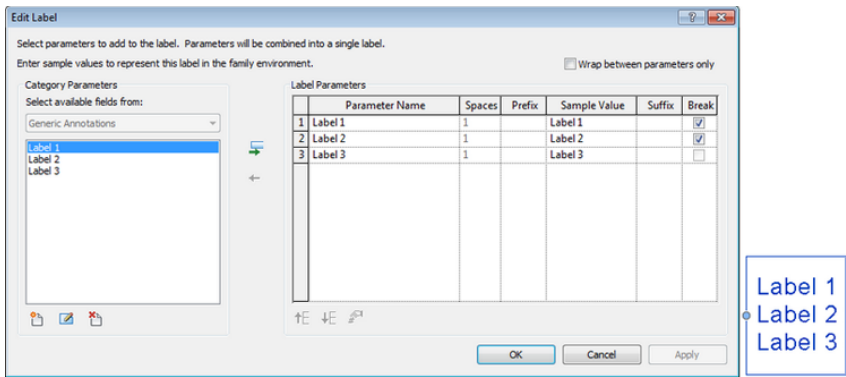 Edit Label
Select parameters to add to the label. Parameters will be combined into a single label.
Enter sample values to represent this label in the family environment.
Wrap between parameters only
Category Parameters
Select available fields from:
Generic Annotations
Label 1
Label 2
Label 3
Label Parameters
Parameter Name Spaces Prefix Sample Value Suffix Break
1 Label 1 1 Label 1
2 Label 2 1 Label 2
3 Label 3 1 Label 3
OK Cancel Apply
Label 1
Label 2
Label 3